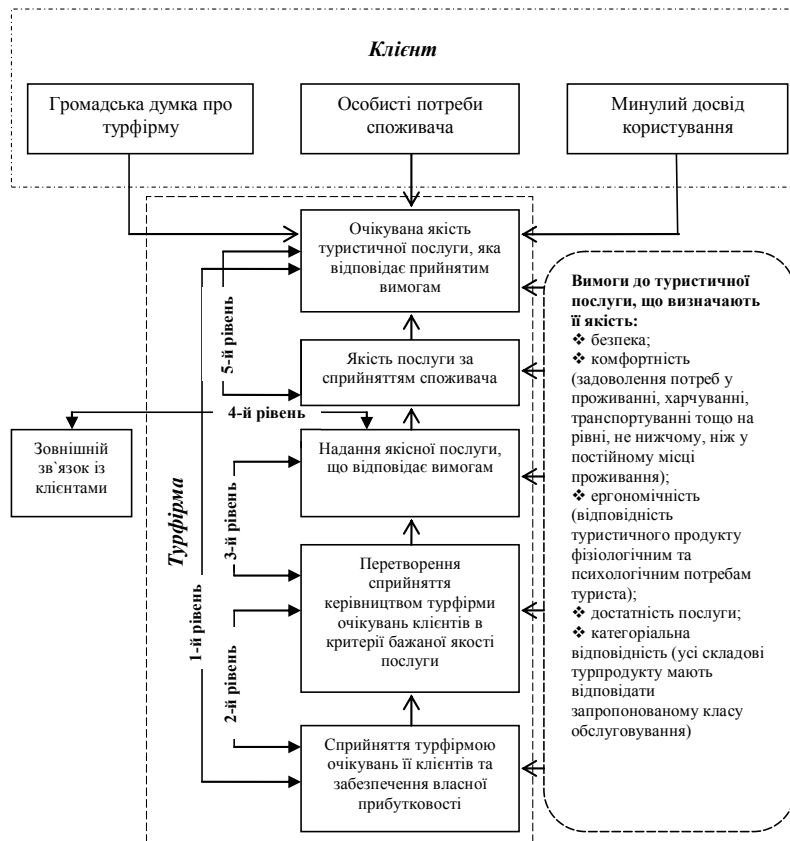 Клієнт
Громадська думка про
турфірму
Особисті потреби
споживача
Минулий досвід
користування
Турфірма
Очікувана якість
туристичної послуги, яка
відповідає прийнятим
вимогам
Якість послуги за
сприйняттям споживача
Надання якісної послуги,
що відповідає вимогам
Перетворення
сприйняття
керівництвом турфірми
очікувань клієнтів в
критерії бажаної якості
послуги
Сприйняття турфірмою
очікувань її клієнтів та
забезпечення власної
прибутковості
5-й рівень
4-й рівень
3-й рівень
2-й рівень
1-й рівень
Зовнішній
зв`язок із
клієнтами
Вимоги до туристичної
послуги, що визначають
її якість:
❖ безпека;
❖ комфортність
(задоволення потреб у
проживанні, харчуванні,
транспортуванні тощо на
рівні, не нижчому, ніж у
постійному місці
проживання);
❖ ергономічність
(відповідність
туристичного продукту
фізіологічним та
психологічним потребам
туриста);
❖ достатність послуги;
❖ категоріальна
відповідність (усі складові
турпродукту мають
відповідати
запропонованому класу
обслуговування)